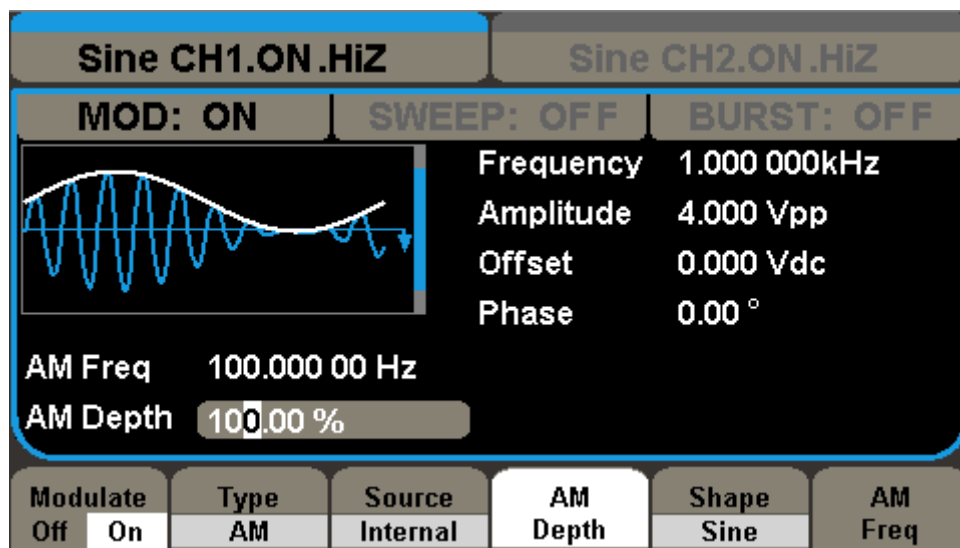 Sine CH1.ON.HiZ Sine CH2.ON.HiZ
MOD: ON SWEEP: OFF BURST: OFF
Frequency 1.000 000kHz
Amplitude 4.000 Vpp
Offset 0.000 Vdc
Phase 0.00 °
AM Freq 100.000 00 Hz
AM Depth 100.00 %
Modulate Type Source AM Shape AM
Off On AM Internal Depth Sine Freq